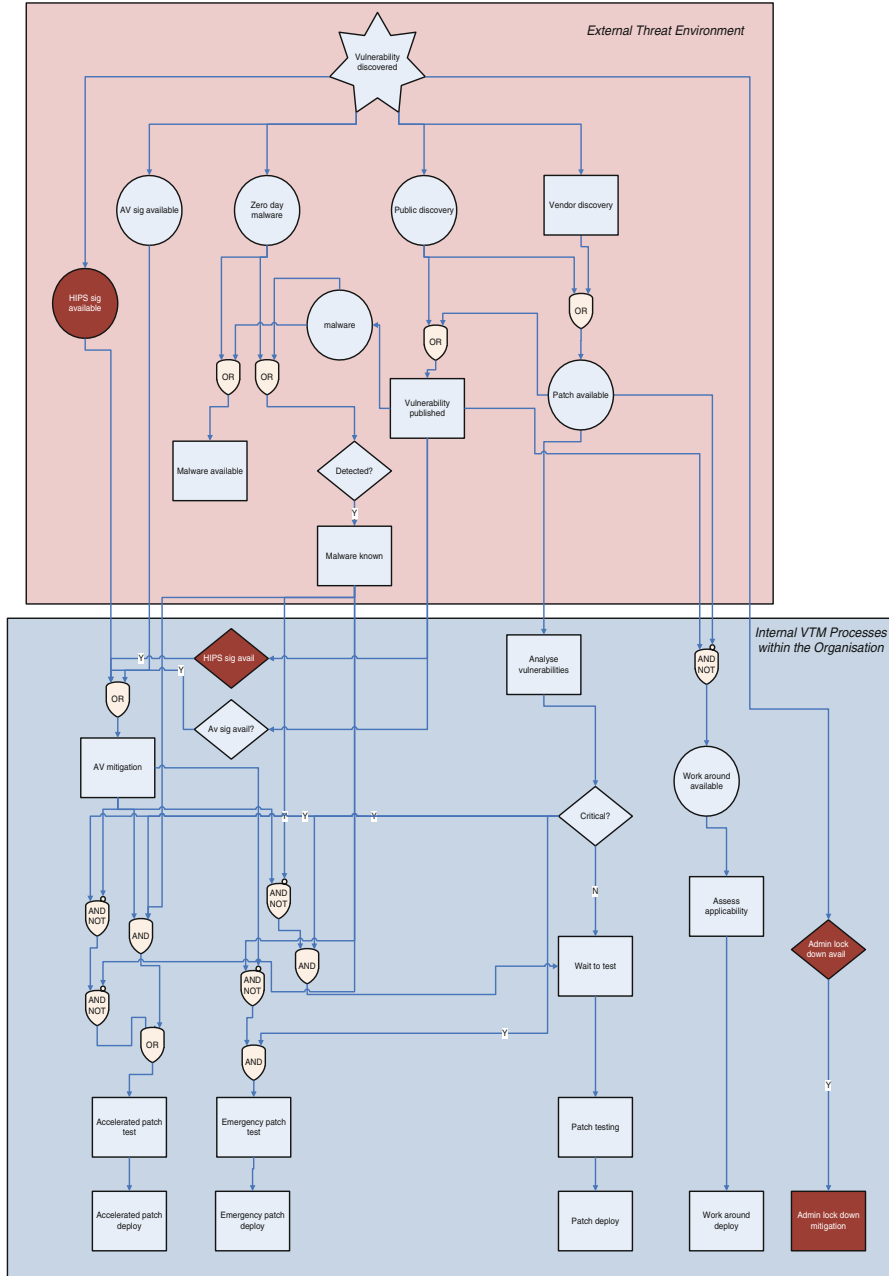 External Threat Environment
Vulnerability
discovered
AV sig available
Zero day
malware
Public discovery
Vendor discovery
HIPS sig
available
malware
OR
OR
OR
OR
Vulnerability
published
Patch available
Malware available
Detected?
Y
Malware known
Internal VTM Processes
within the Organisation
Y
HIPS sig avail
Analyse
vulnerabilities
AND
NOT
Y
OR
Av sig avail?
AV mitigation
Work around
available
Y
Y
Y
Critical?
N
AND
NOT
AND
NOT
Assess
applicability
AND
AND
Wait to test
Admin lock
down avail
AND
NOT
AND
NOT
Y
OR
AND
Y
Accelerated patch
test
Emergency patch
test
Patch testing
Accelerated patch
deploy
Emergency patch
deploy
Patch deploy
Work around
deploy
Admin lock down
mitigation